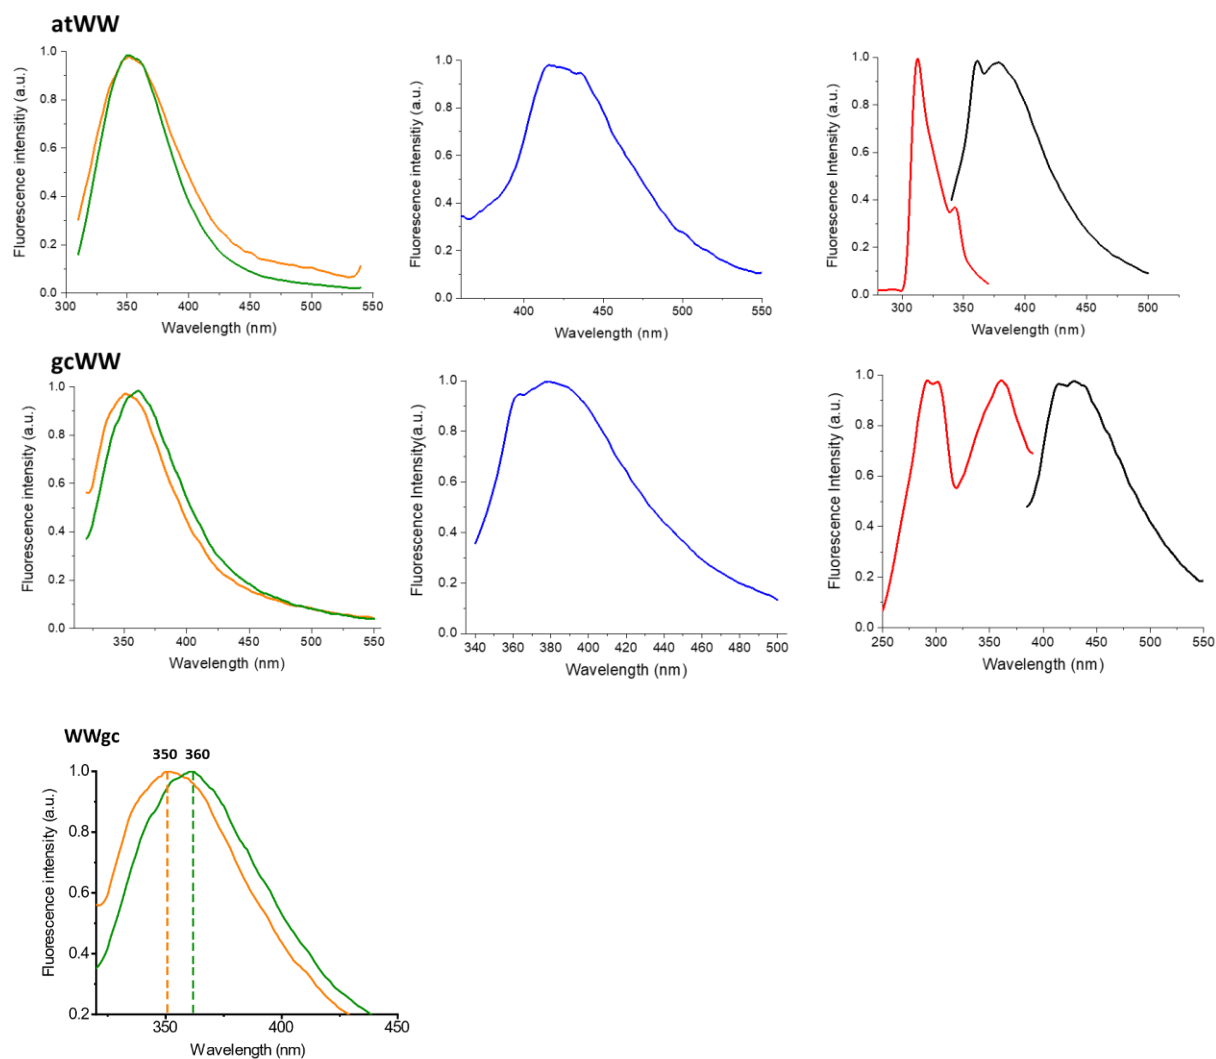 atWW
Fluorescence intensitiy (a.u.)
1.0
0.8
0.6
0.4
0.2
0.0
300 350 400 450 500 550
Wavelength (nm)
Fluorescence intensitiy (a.u.)
1.0
0.8
0.6
0.4
0.2
0.0
400 450 500 550
Wavelength (nm)
Fluorescence Intensity (a.u.)
1.0
0.8
0.6
0.4
0.2
0.0
300 350 400 450 500
Wavelength (nm)
gcWW
Fluorescence intensity (a.u.)
1.0
0.8
0.6
0.4
0.2
0.0
350 400 450 500 550
Wavelength (nm)
Fluorescence Intensity(a.u.)
1.0
0.8
0.6
0.4
0.2
0.0
340 360 380 400 420 440 460 480 500
Wavelength (nm)
Fluorescence Intensity (a.u.)
1.0
0.8
0.6
0.4
0.2
0.0
250 300 350 400 450 500 550
Wavelength (nm)
WWgc
350 360
Fluorescence intensity (a.u.)
1.0
0.8
0.6
0.4
0.2
350 400 450
Wavelength (nm)